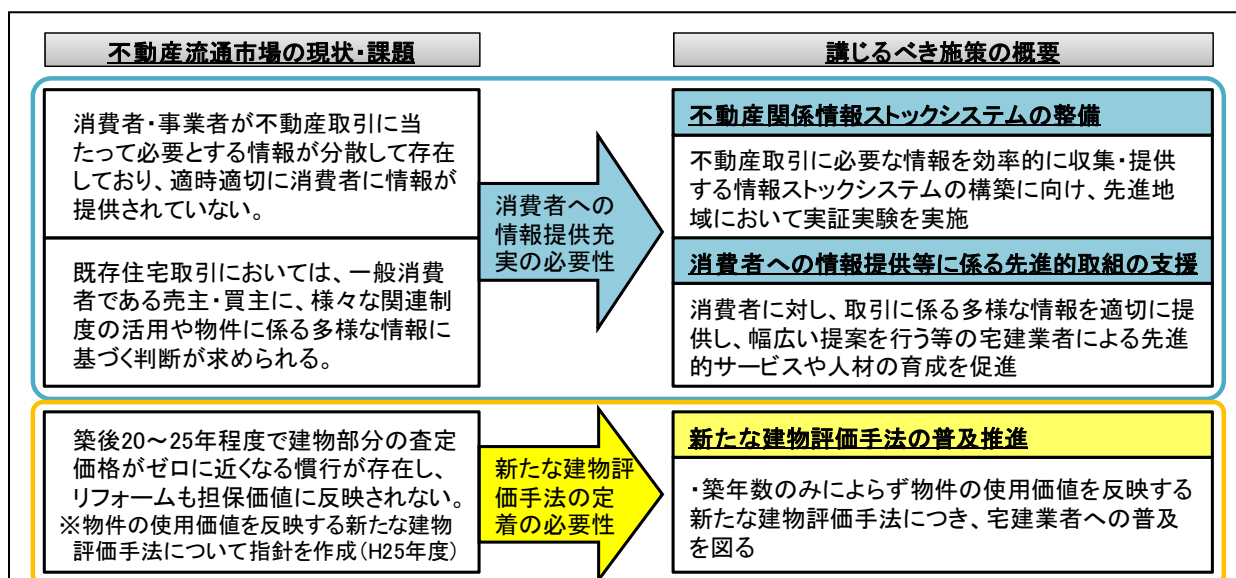 不動産流通市場の現状・課題
講じるべき施策の概要
消費者・事業者が不動産取引に当
たって必要とする情報が分散して存在
しており、適時適切に消費者に情報が
提供されていない。
既存住宅取引においては、一般消費
者である売主・買主に、様々な関連制
度の活用や物件に係る多様な情報に
基づく判断が求められる。
消費者への
情報提供充
実の必要性
不動産関係情報ストックシステムの整備
不動産取引に必要な情報を効率的に収集・提供
する情報ストックシステムの構築に向け、先進地
域において実証実験を実施
消費者への情報提供等に係る先進的取組の支援
消費者に対し、取引に係る多様な情報を適切に提
供し、幅広い提案を行う等の宅建業者による先進
的サービスや人材の育成を促進
築後20～25年程度で建物部分の査定
価格がゼロに近くなる慣行が存在し、
リフォームも担保価値に反映されない。
※物件の使用価値を反映する新たな建物
評価手法について指針を作成(H25年度)
新たな建物評
価手法の定
着の必要性
新たな建物評価手法の普及推進
・築年数のみによらず物件の使用価値を反映する
新たな建物評価手法につき、宅建業者への普及
を図る